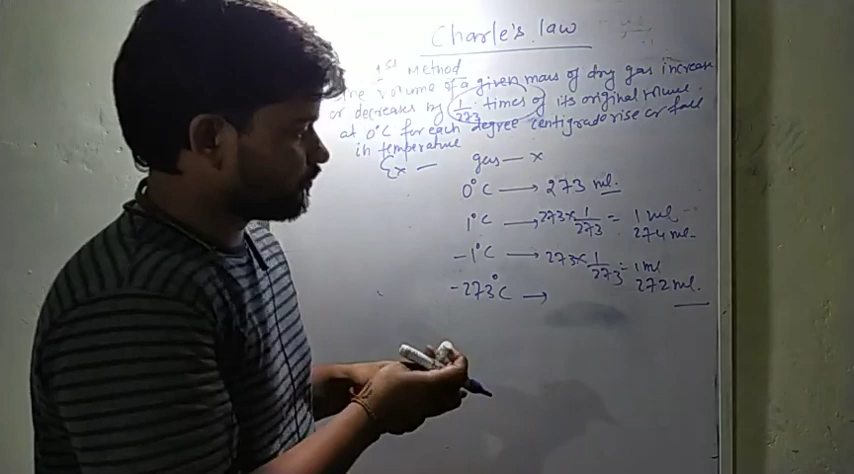 Charle's law
1st Method
The volume of a given mass of dry gas increase
or decreases by 1/273 times of its original volume
at 0°C for each degree centigrade rise or fall
in temperature
Ex — gas — x
0°C → 273 ml.
1°C → 273 × 1/273 = 1 ml
274 ml
-1°C → 273 × 1/273 = 1 ml
272 ml.
-273°C →